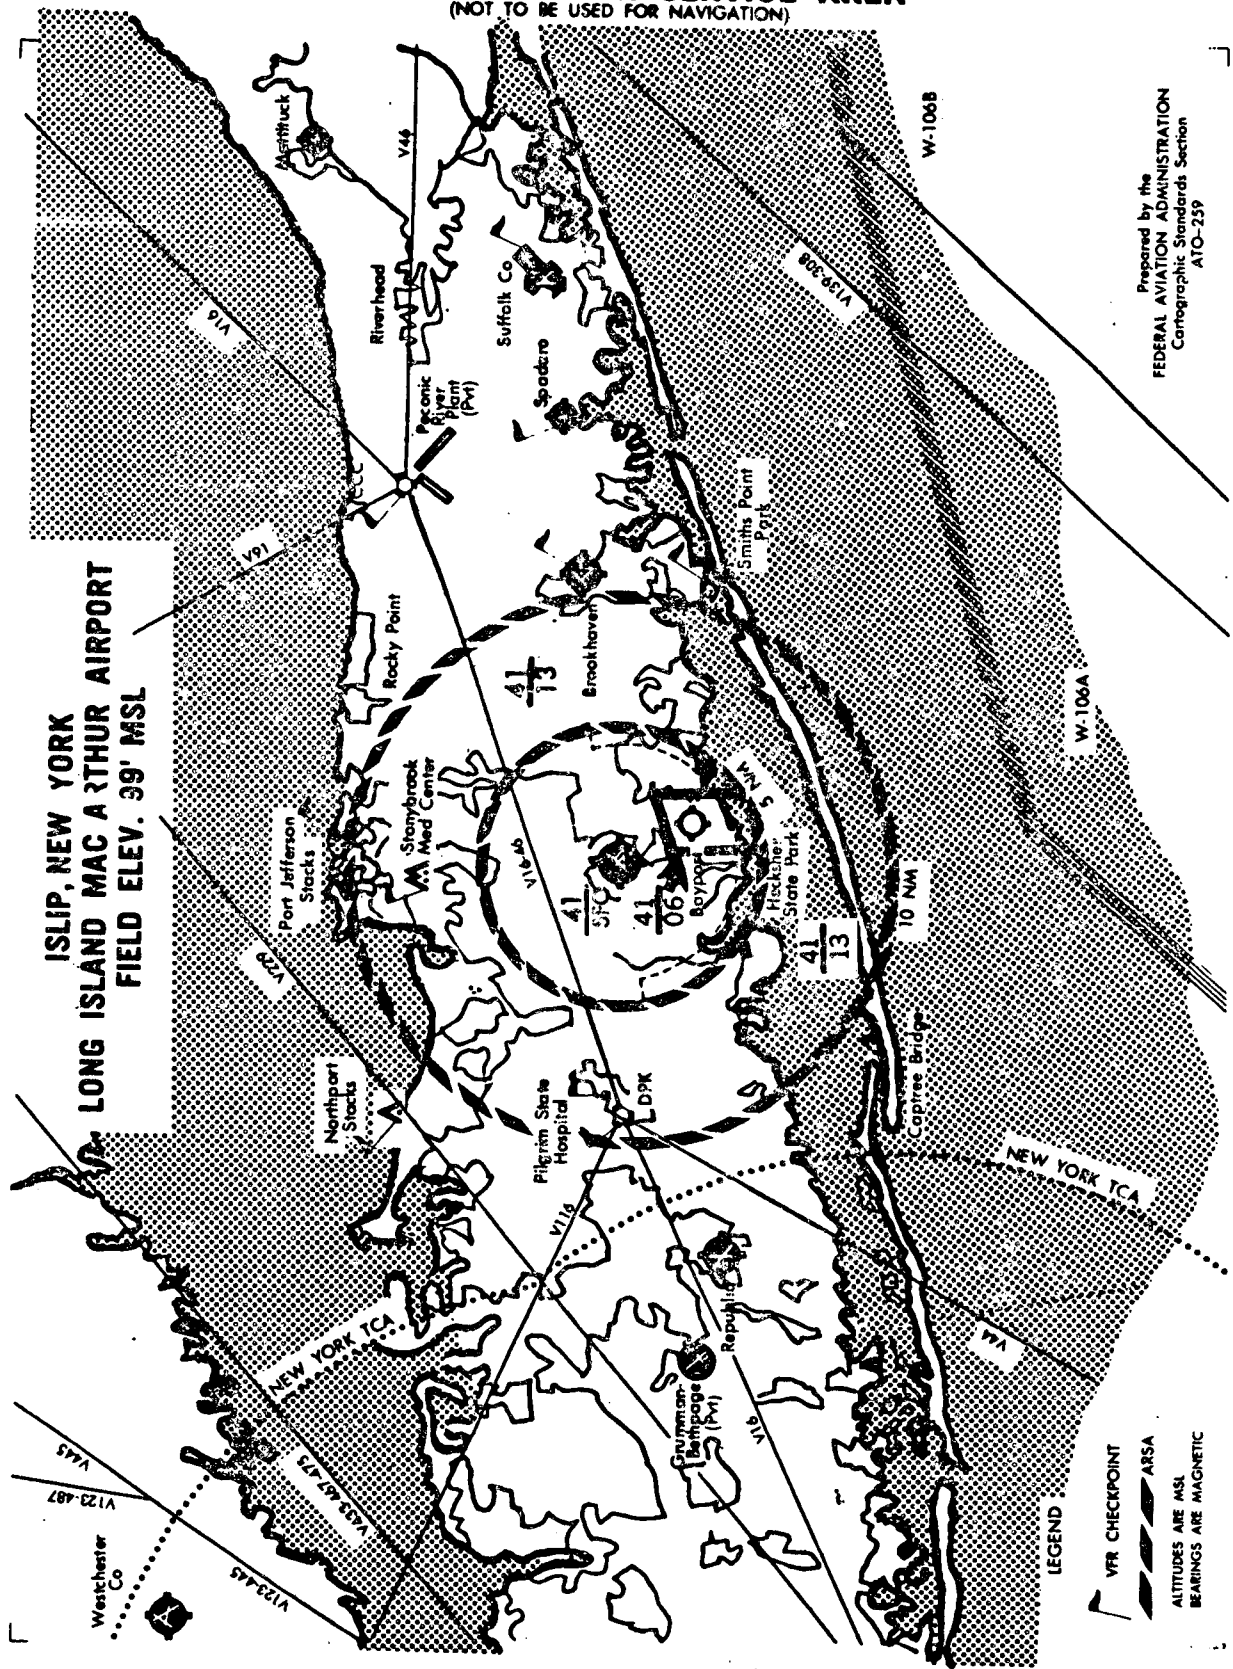 (NOT TO BE USED FOR NAVIGATION)
ISLIP, NEW YORK
LONG ISLAND MAC ARTHUR AIRPORT
FIELD ELEV. 99' MSL
Mattituck
V46
V16
Riverhead
Suffolk Co
W-106B
V139-308
Peconic
River
Plant
(Pvt)
Spadaro
CCC
V91
Smiths Point
Park
Rocky Point
Brookhaven
41
13
W-106A
Port Jefferson
Stacks
Stonybrook
Med Center
V16-46
5 NM
41
SFC
41
06
Bayport
Heckscher
State Park
41
13
10 NM
V229
Northport
Stacks
Pilgrim State
Hospital
DPK
Captree Bridge
NEW YORK TCA
V116
Republic
NEW YORK TCA
V44
Grumman-
Bethpage
(Pvt)
V16
V445
V123-487
V433-467-475
Westchester
Co
V123-445
LEGEND
VFR CHECKPOINT
ARSA
ALTITUDES ARE MSL
BEARINGS ARE MAGNETIC
Prepared by the
FEDERAL AVIATION ADMINISTRATION
Cartographic Standards Section
ATO-259